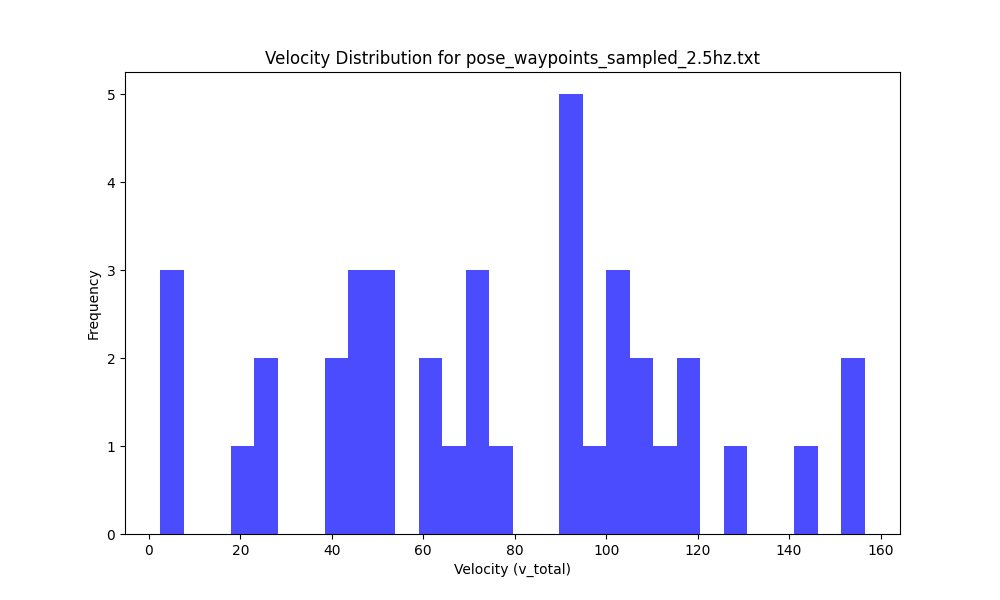 Velocity Distribution for pose_waypoints_sampled_2.5hz.txt
5
4
3
2
1
0
Frequency
0 20 40 60 80 100 120 140 160
Velocity (v_total)